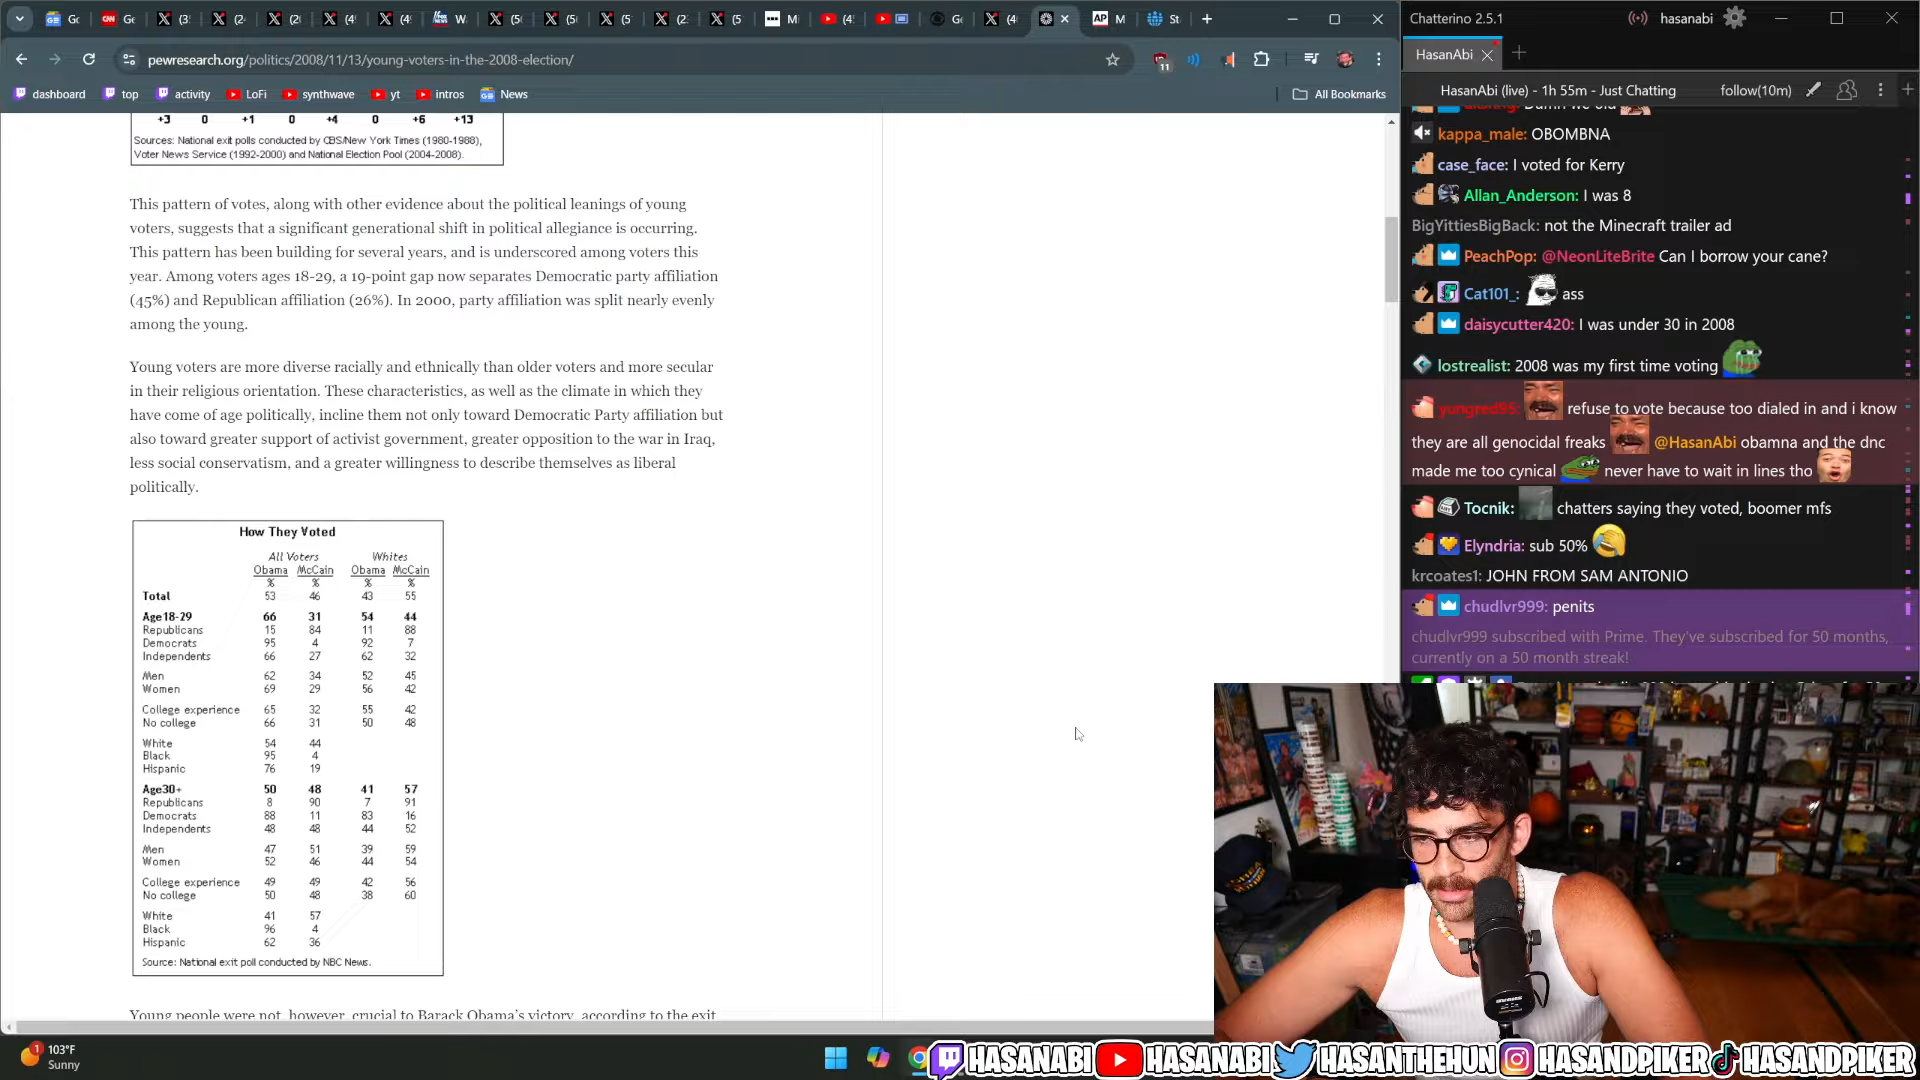 Chatterino 2.5.1
hasanabi
pewresearch.org/politics/2008/11/13/young-voters-in-the-2008-election/
11
HasanAbi
dashboard top activity LoFi synthwave yt intros News All Bookmarks
HasanAbi (live) - 1h 55m - Just Chatting follow(10m)
+3 0 +1 0 +4 0 +6 +13
Sources: National exit polls conducted by CBS/New York Times (1980-1988),
Voter News Service (1992-2000) and National Election Pool (2004-2008).
This pattern of votes, along with other evidence about the political leanings of young
voters, suggests that a significant generational shift in political allegiance is occurring.
This pattern has been building for several years, and is underscored among voters this
year. Among voters ages 18-29, a 19-point gap now separates Democratic party affiliation
(45%) and Republican affiliation (26%). In 2000, party affiliation was split nearly evenly
among the young.
Young voters are more diverse racially and ethnically than older voters and more secular
in their religious orientation. These characteristics, as well as the climate in which they
have come of age politically, incline them not only toward Democratic Party affiliation but
also toward greater support of activist government, greater opposition to the war in Iraq,
less social conservatism, and a greater willingness to describe themselves as liberal
politically.
How They Voted
All Voters Whites
Obama McCain Obama McCain
% % % %
Total 53 46 43 55
Age18-29 66 31 54 44
Republicans 15 84 11 88
Democrats 95 4 92 7
Independents 66 27 62 32
Men 62 34 52 45
Women 69 29 56 42
College experience 65 32 55 42
No college 66 31 50 48
White 54 44
Black 95 4
Hispanic 76 19
Age30+ 50 48 41 57
Republicans 8 90 7 91
Democrats 88 11 83 16
Independents 48 48 44 52
Men 47 51 39 59
Women 52 46 44 54
College experience 49 49 42 56
No college 50 48 38 60
White 41 57
Black 96 4
Hispanic 62 36
Source: National exit poll conducted by NBC News.
Young people were not, however, crucial to Barack Obama's victory, according to the exit
kappa_male: OBOMBNA
case_face: I voted for Kerry
Allan_Anderson: I was 8
BigYittiesBigBack: not the Minecraft trailer ad
PeachPop: @NeonLiteBrite Can I borrow your cane?
Cat101_: ass
daisycutter420: I was under 30 in 2008
lostrealist: 2008 was my first time voting
yungred95: refuse to vote because too dialed in and i know
they are all genocidal freaks @HasanAbi obamna and the dnc
made me too cynical never have to wait in lines tho
Tocnik: chatters saying they voted, boomer mfs
Elyndria: sub 50%
krcoates1: JOHN FROM SAM ANTONIO
chudlvr999: penits
chudlvr999 subscribed with Prime. They've subscribed for 50 months,
currently on a 50 month streak!
1
103°F
Sunny
HASANABI HASANABI HASANTHEHUN HASANDPIKER HASANDPIKER